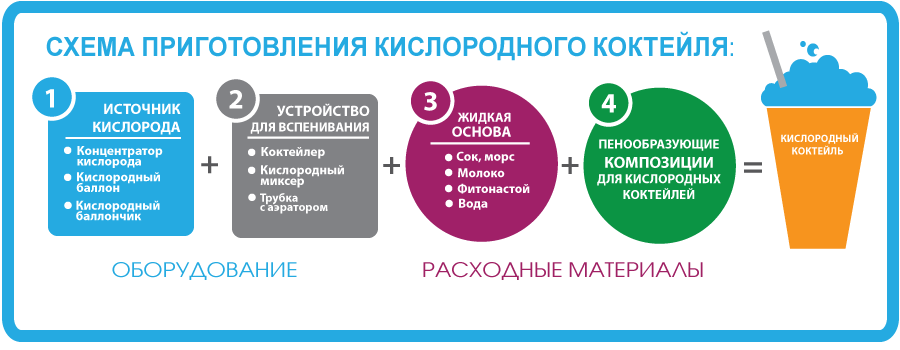 СХЕМА ПРИГОТОВЛЕНИЯ КИСЛОРОДНОГО КОКТЕЙЛЯ:
1
ИСТОЧНИК
КИСЛОРОДА
Концентратор
кислорода
Кислородный
баллон
Кислородный
баллончик
+
2
УСТРОЙСТВО
ДЛЯ ВСПЕНИВАНИЯ
Коктейлер
Кислородный
миксер
Трубка
с аэратором
+
3
ЖИДКАЯ
ОСНОВА
Сок, морс
Молоко
Фитонастой
Вода
+
4
ПЕНООБРАЗУЮЩИЕ
КОМПОЗИЦИИ
ДЛЯ КИСЛОРОДНЫХ
КОКТЕЙЛЕЙ
=
КИСЛОРОДНЫЙ
КОКТЕЙЛЬ
ОБОРУДОВАНИЕ
РАСХОДНЫЕ МАТЕРИАЛЫ